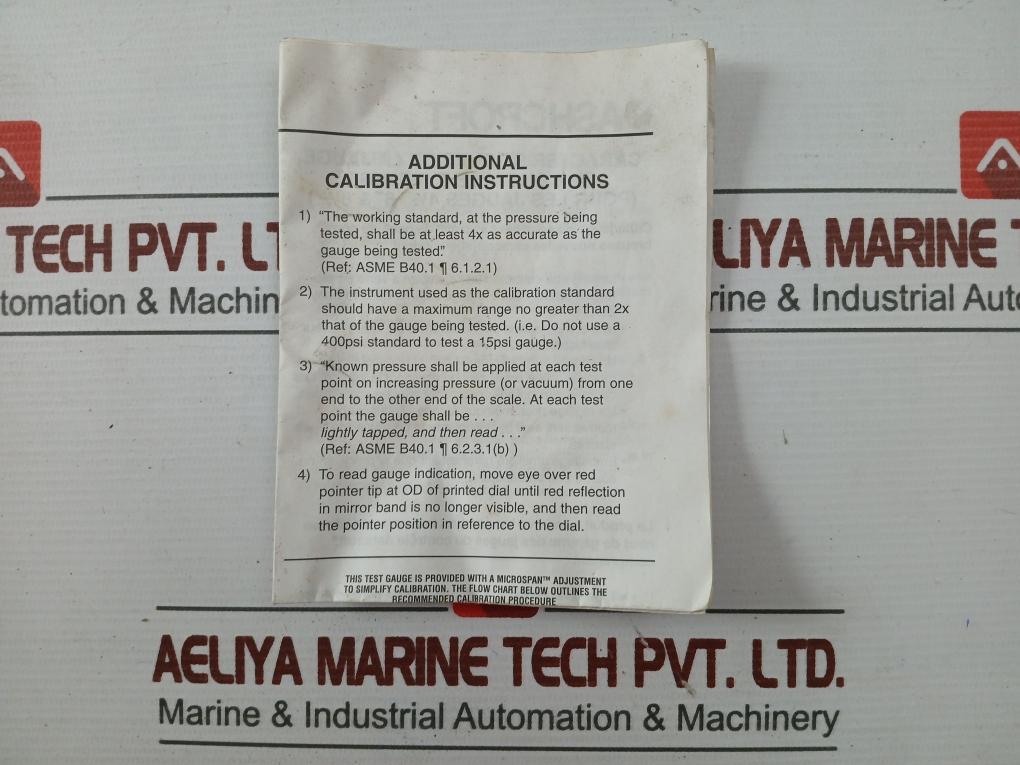 ADDITIONAL
CALIBRATION INSTRUCTIONS
1) "The working standard, at the pressure being
tested, shall be at least 4x as accurate as the
gauge being tested."
(Ref: ASME B40.1 ¶ 6.1.2.1)
2) The instrument used as the calibration standard
should have a maximum range no greater than 2x
that of the gauge being tested. (i.e. Do not use a
400psi standard to test a 15psi gauge.)
3) "Known pressure shall be applied at each test
point on increasing pressure (or vacuum) from one
end to the other end of the scale. At each test
point the gauge shall be . . .
lightly tapped, and then read . . ."
(Ref: ASME B40.1 ¶ 6.2.3.1(b) )
4) To read gauge indication, move eye over red
pointer tip at OD of printed dial until red reflection
in mirror band is no longer visible, and then read
the pointer position in reference to the dial.
THIS TEST GAUGE IS PROVIDED WITH A MICROSPAN™ ADJUSTMENT
TO SIMPLIFY CALIBRATION. THE FLOW CHART BELOW OUTLINES THE
RECOMMENDED CALIBRATION PROCEDURE
TECH PVT. LT
tomation & Machin
LIYA MARINE T
rine & Industrial Auto
AELIYA MARINE TECH PVT. LTD.
Marine & Industrial Automation & Machinery